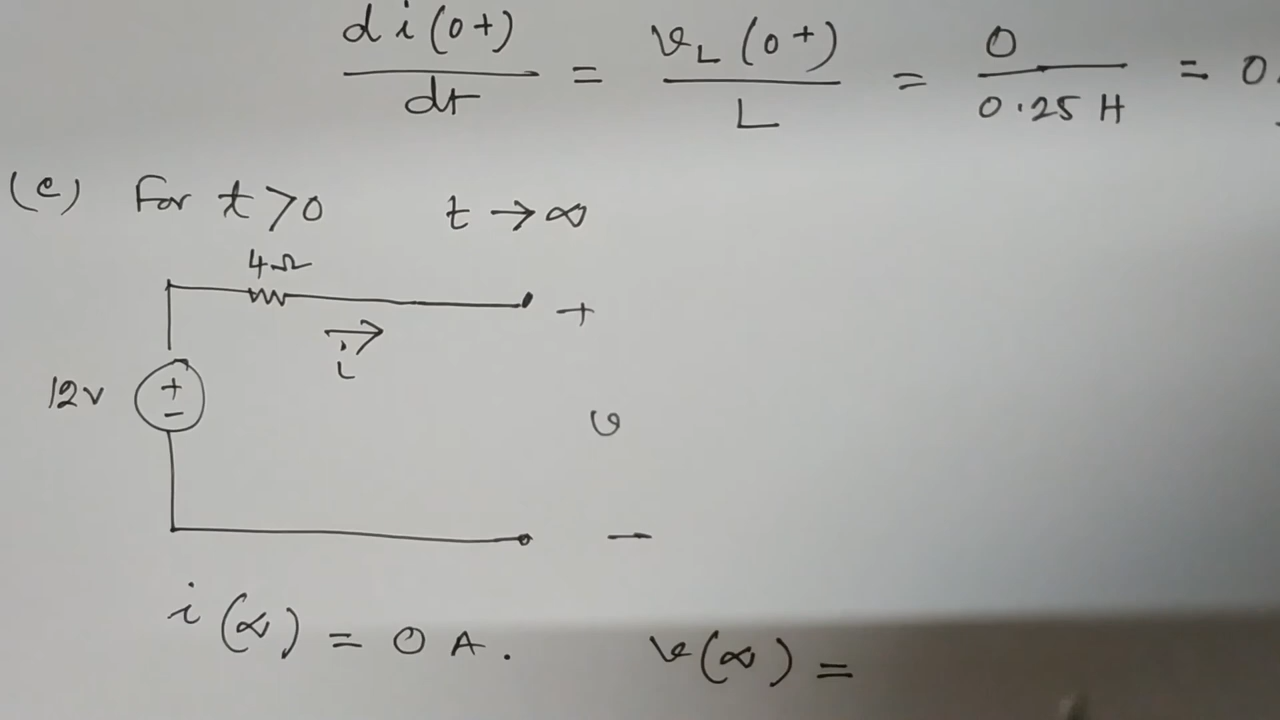 di(0+)/dt = vL(0+)/L = 0/0.25 H = 0.
(c) For t>0 t → ∞
4Ω
+
i
12v + -
v
-
i(∞) = 0 A. v(∞) =